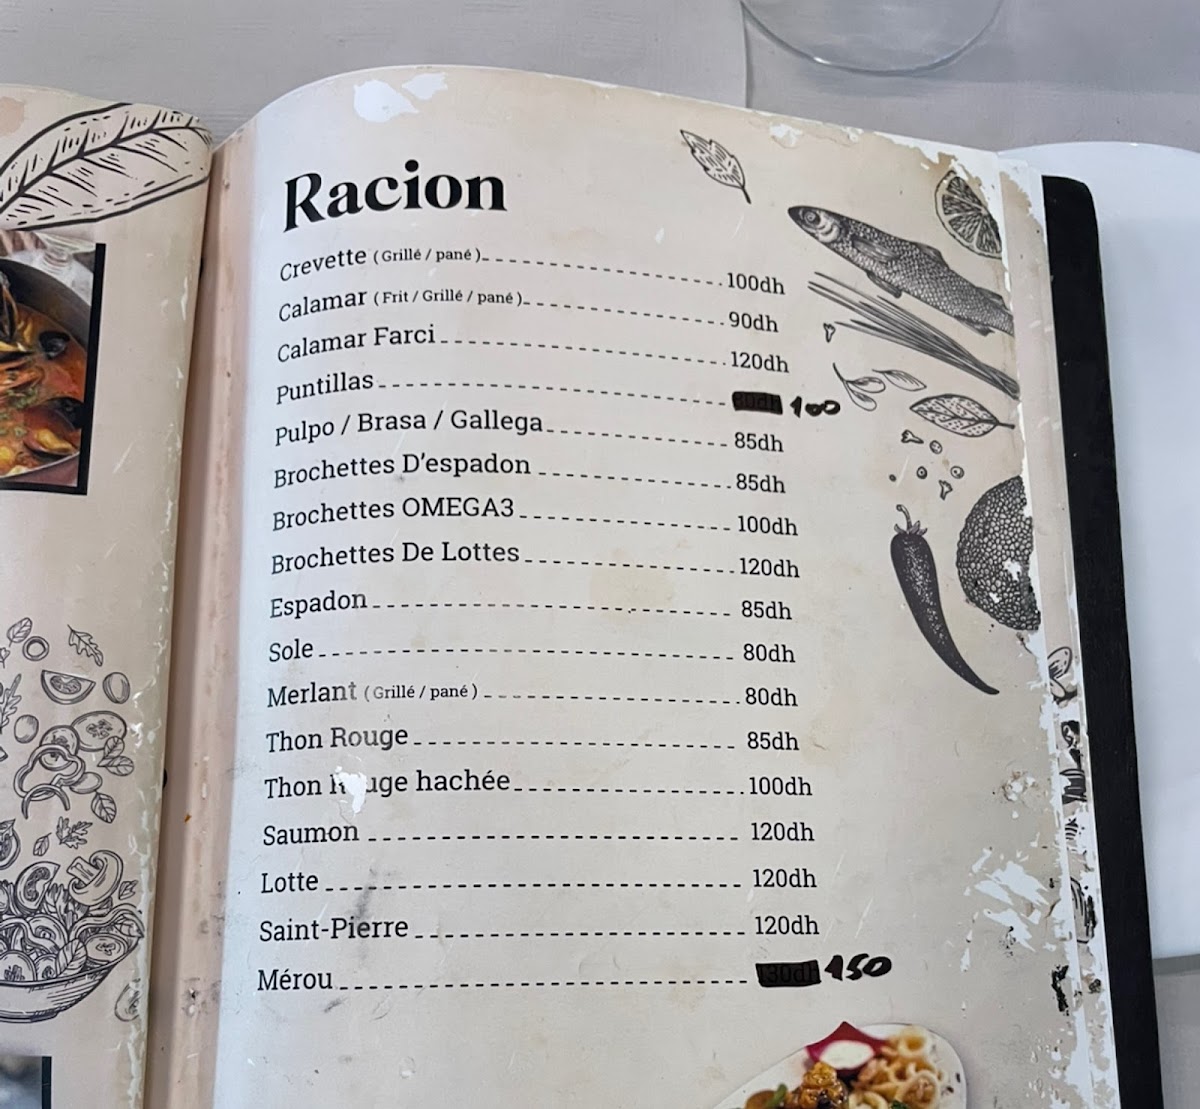 Racion
Crevette (Grillé / pané) 100dh
Calamar (Frit / Grillé / pané) 90dh
Calamar Farci 120dh
Puntillas 100
Pulpo / Brasa / Gallega 85dh
Brochettes D'espadon 85dh
Brochettes OMEGA3 100dh
Brochettes De Lottes 120dh
Espadon 85dh
Sole 80dh
Merlant (Grillé / pané) 80dh
Thon Rouge 85dh
Thon Rouge hachée 100dh
Saumon 120dh
Lotte 120dh
Saint-Pierre 120dh
Mérou 130dh 150